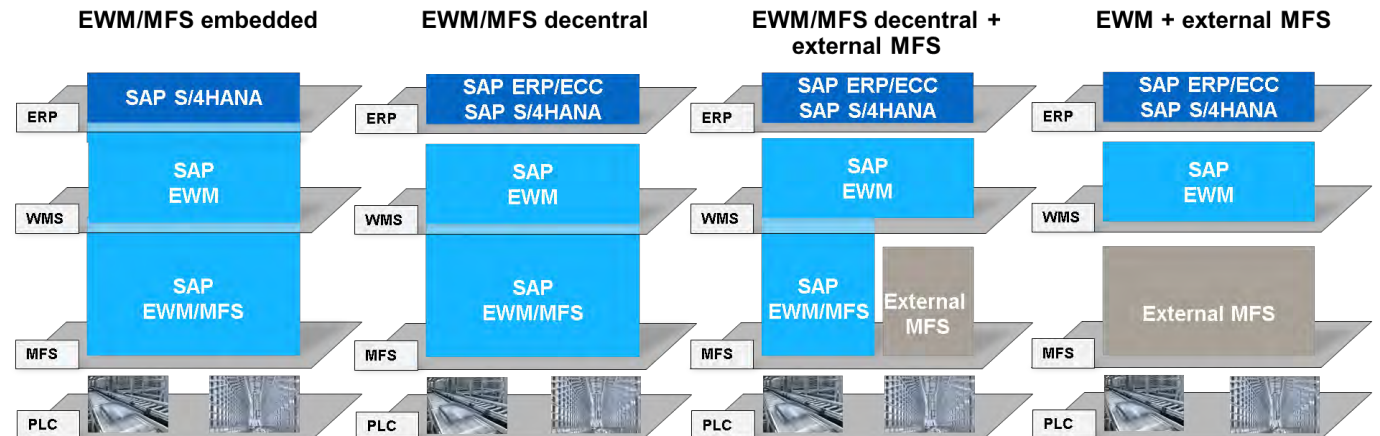 EWM/MFS embedded
SAP S/4HANA
ERP
SAP
EWM
WMS
SAP
EWM/MFS
MFS
PLC
EWM/MFS decentral
SAP ERP/ECC
SAP S/4HANA
ERP
SAP
EWM
WMS
SAP
EWM/MFS
MFS
PLC
EWM/MFS decentral +
external MFS
SAP ERP/ECC
SAP S/4HANA
ERP
SAP
EWM
WMS
SAP
EWM/MFS
External
MFS
MFS
PLC
EWM + external MFS
SAP ERP/ECC
SAP S/4HANA
ERP
SAP
EWM
WMS
External MFS
MFS
PLC